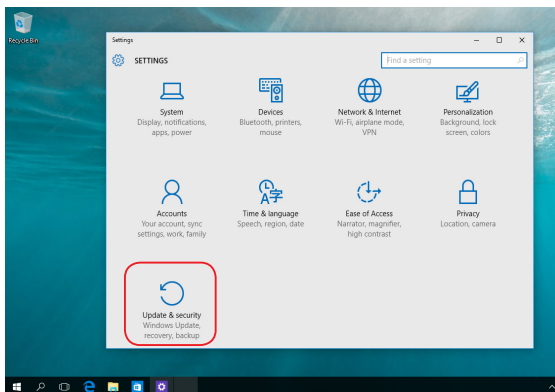 Recycle Bin
Settings
SETTINGS
Find a setting
System
Display, notifications,
apps, power
Devices
Bluetooth, printers,
mouse
Network & Internet
Wi-Fi, airplane mode,
VPN
Personalization
Background, lock
screen, colors
Accounts
Your account, sync
settings, work, family
Time & language
Speech, region, date
Ease of Access
Narrator, magnifier,
high contrast
Privacy
Location, camera
Update & security
Windows Update,
recovery, backup